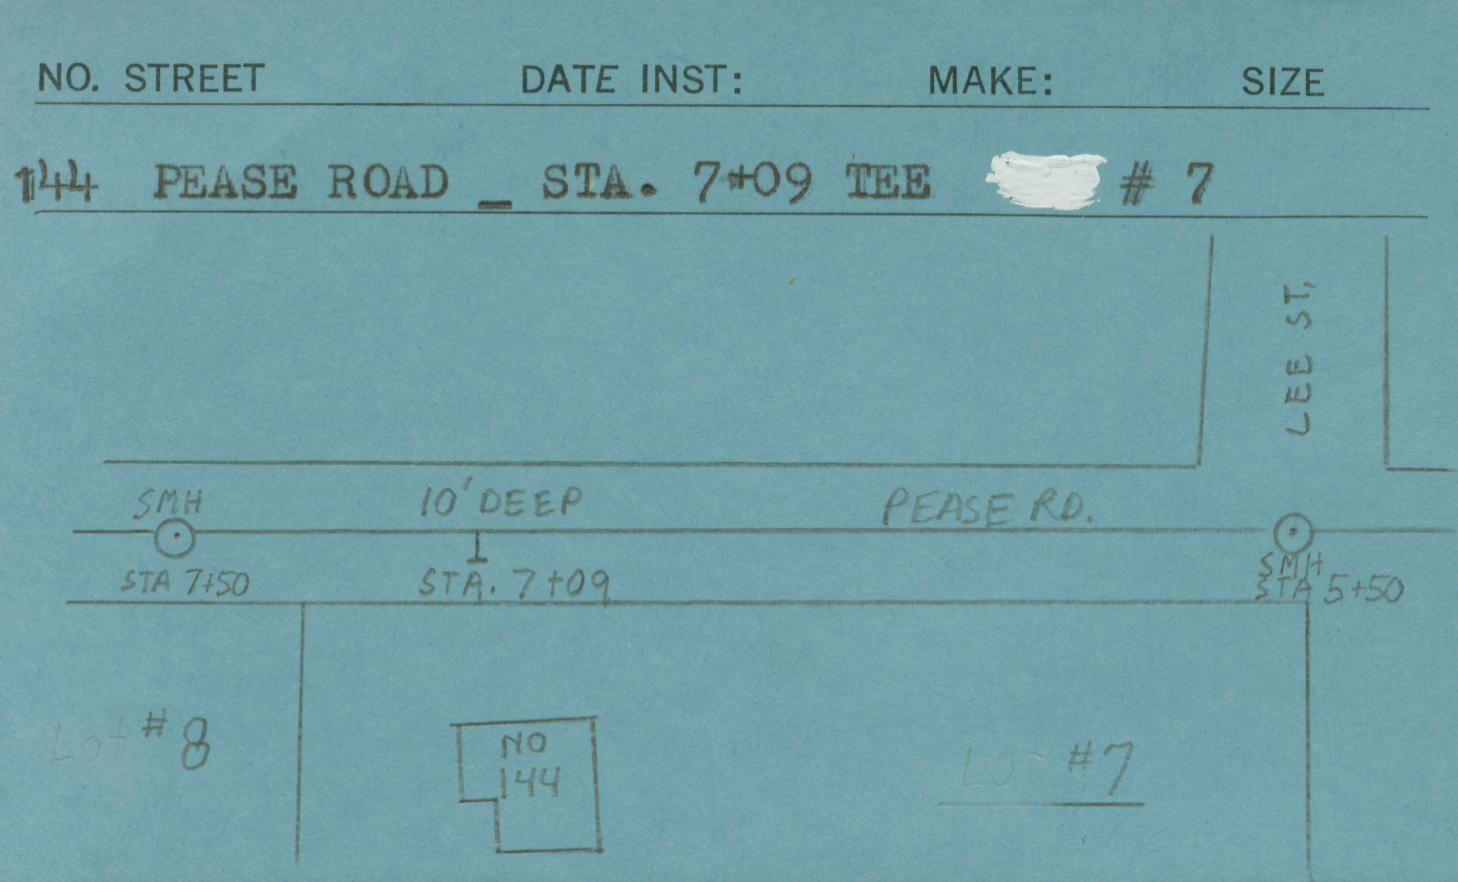 NO. STREET DATE INST: MAKE: SIZE
144 PEASE ROAD _ STA. 7+09 TEE # 7
LEE ST.
SMH 10' DEEP PEASE RD.
STA 7+50 STA. 7+09
SMH
STA 5+50
Lot # 8
NO
144
LOT #7